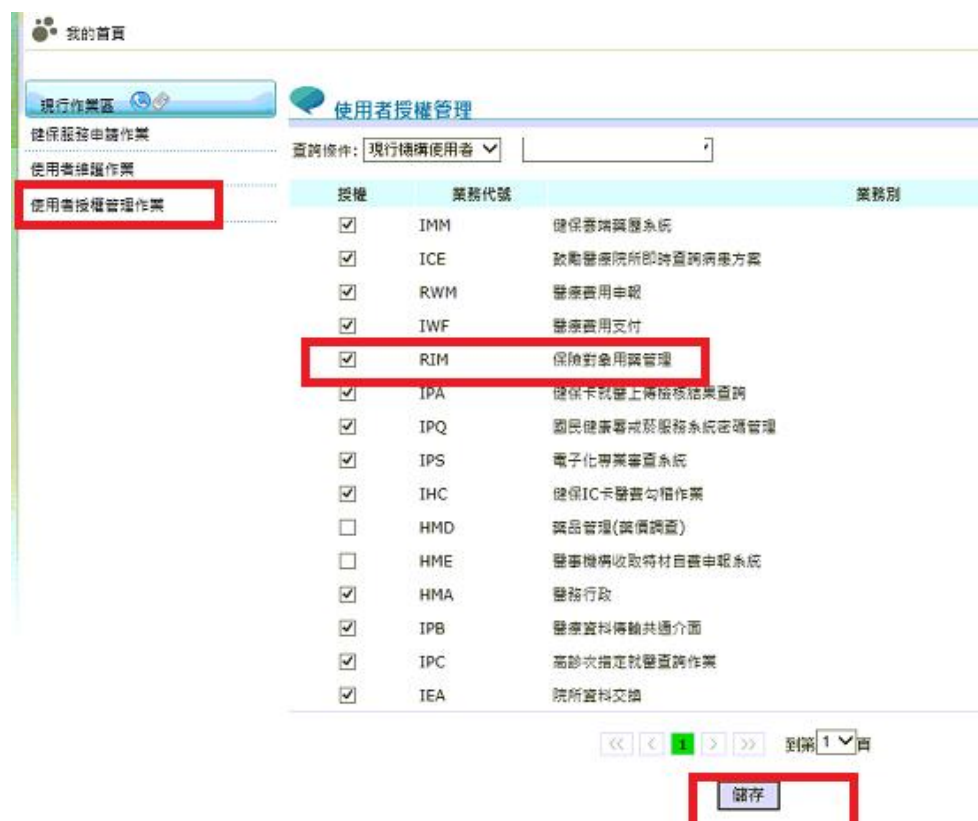 我的首頁
現行作業區
健保服務申請作業
使用者維護作業
使用者授權管理作業
使用者授權管理
查詢條件: 現行機構使用者
授權 業務代號 業務別
IMM 健保雲端藥歷系統
ICE 鼓勵醫療院所即時查詢病患方案
RWM 醫療費用申報
IWF 醫療費用支付
RIM 保險對象用藥管理
IPA 健保卡就醫上傳檢核結果查詢
IPQ 國民健康署戒菸服務系統密碼管理
IPS 電子化專業審查系統
IHC 健保IC卡醫費勾稽作業
HMD 藥品管理(藥價調查)
HME 醫事機構收取特材自費申報系統
HMA 醫務行政
IPB 醫療資料傳輸共通介面
IPC 高診次指定就醫查詢作業
IEA 院所資料交換
<< < 1 > >> 到第 1 頁
儲存